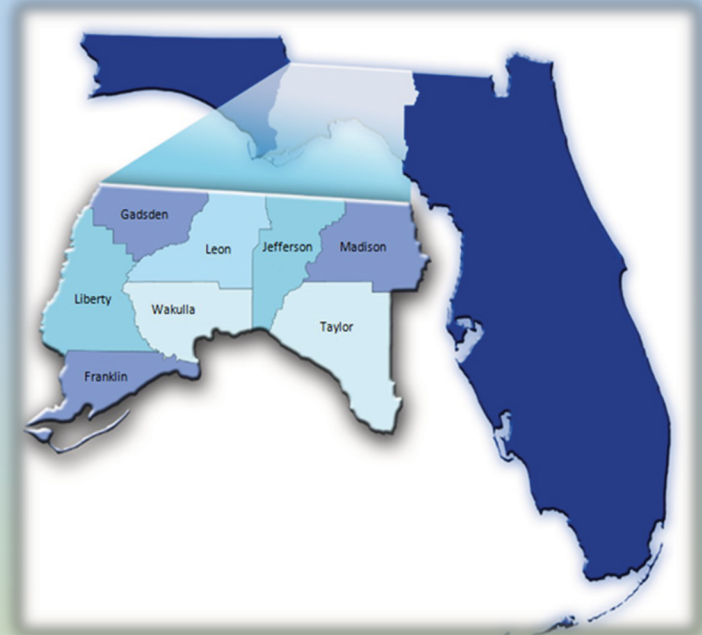 Gadsden
Leon
Jefferson
Madison
Liberty
Wakulla
Taylor
Franklin